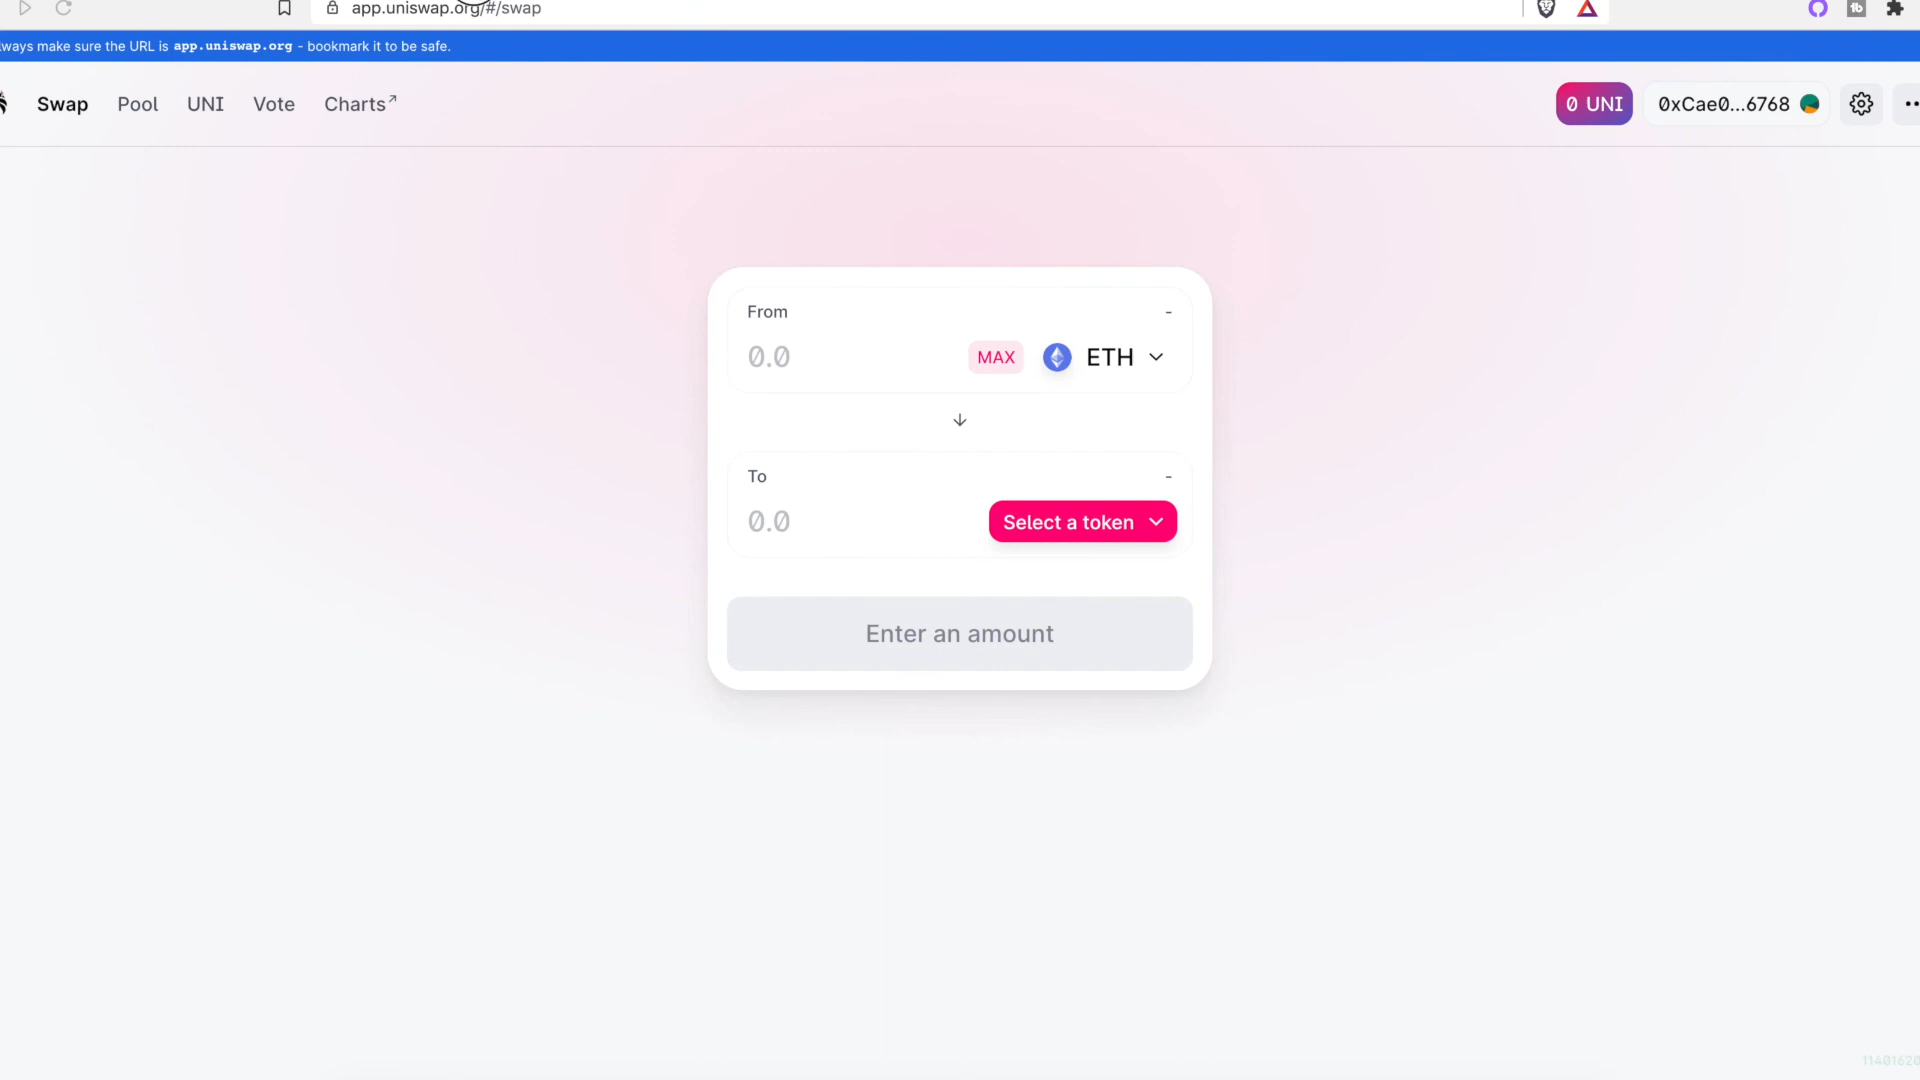 app.uniswap.org/#/swap
lways make sure the URL is app.uniswap.org - bookmark it to be safe.
Swap Pool UNI Vote Charts↗ 0 UNI 0xCae0...6768
From -
0.0 MAX ETH
To -
0.0 Select a token
Enter an amount
11401620